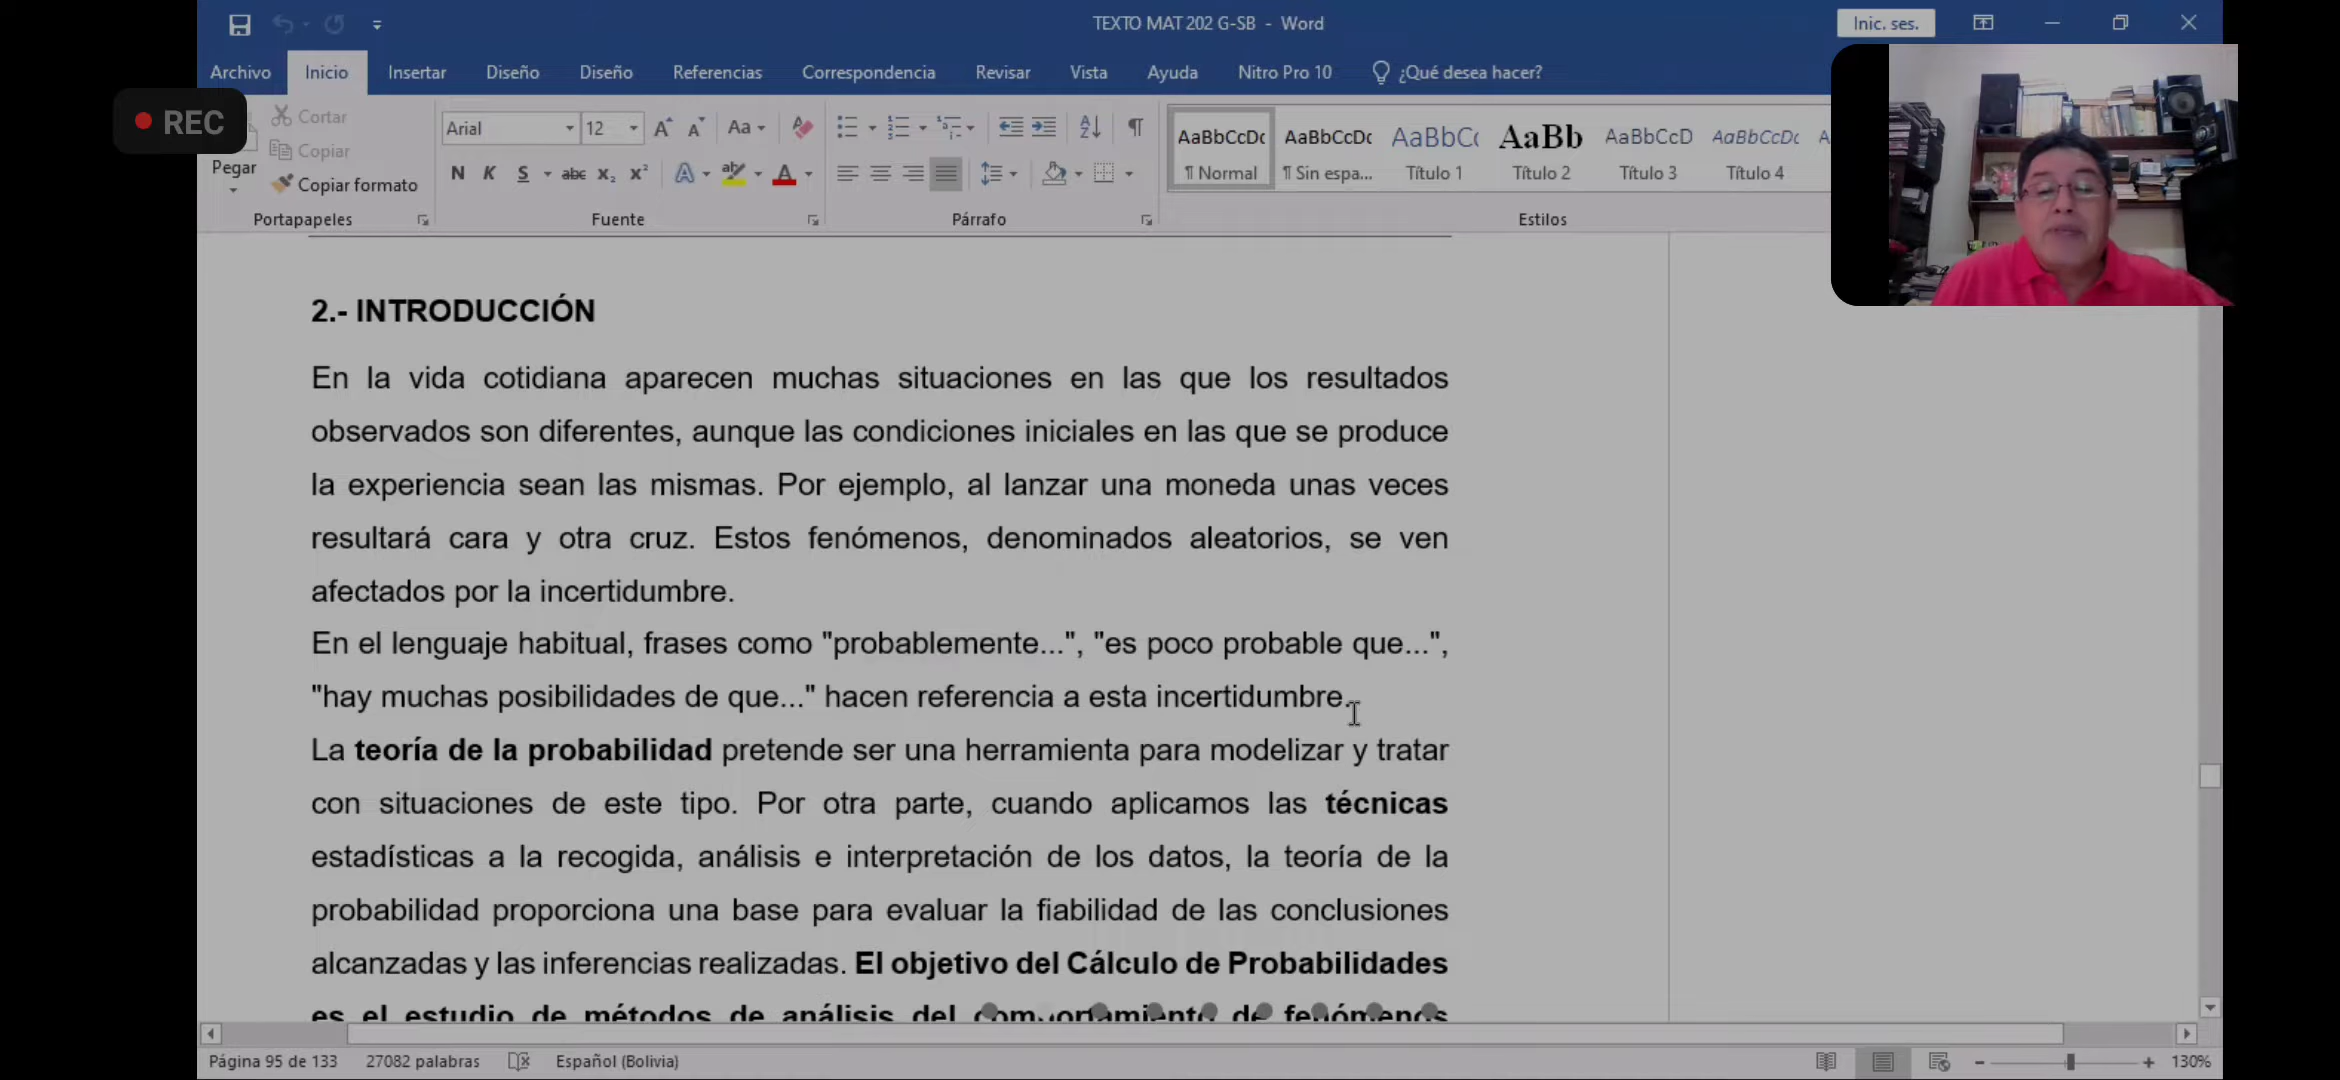 TEXTO MAT 202 G-SB - Word
Inic. ses.
Archivo Inicio Insertar Diseño Diseño Referencias Correspondencia Revisar Vista Ayuda Nitro Pro 10 ¿Qué desea hacer?
REC
Pegar
Cortar
Copiar
Copiar formato
Portapapeles
Arial 12
Aa
N K S abc x₂ x²
A
Fuente
Párrafo
AaBbCcDc AaBbCcDc AaBbC( AaBb AaBbCcD AaBbCcDc
¶ Normal ¶ Sin espa... Título 1 Título 2 Título 3 Título 4
Estilos
2.- INTRODUCCIÓN
En la vida cotidiana aparecen muchas situaciones en las que los resultados
observados son diferentes, aunque las condiciones iniciales en las que se produce
la experiencia sean las mismas. Por ejemplo, al lanzar una moneda unas veces
resultará cara y otra cruz. Estos fenómenos, denominados aleatorios, se ven
afectados por la incertidumbre.
En el lenguaje habitual, frases como "probablemente...", "es poco probable que...",
"hay muchas posibilidades de que..." hacen referencia a esta incertidumbre.
La teoría de la probabilidad pretende ser una herramienta para modelizar y tratar
con situaciones de este tipo. Por otra parte, cuando aplicamos las técnicas
estadísticas a la recogida, análisis e interpretación de los datos, la teoría de la
probabilidad proporciona una base para evaluar la fiabilidad de las conclusiones
alcanzadas y las inferencias realizadas. El objetivo del Cálculo de Probabilidades
es el estudio de métodos de análisis del comportamiento de fenómenos
Página 95 de 133 27082 palabras Español (Bolivia) 130%